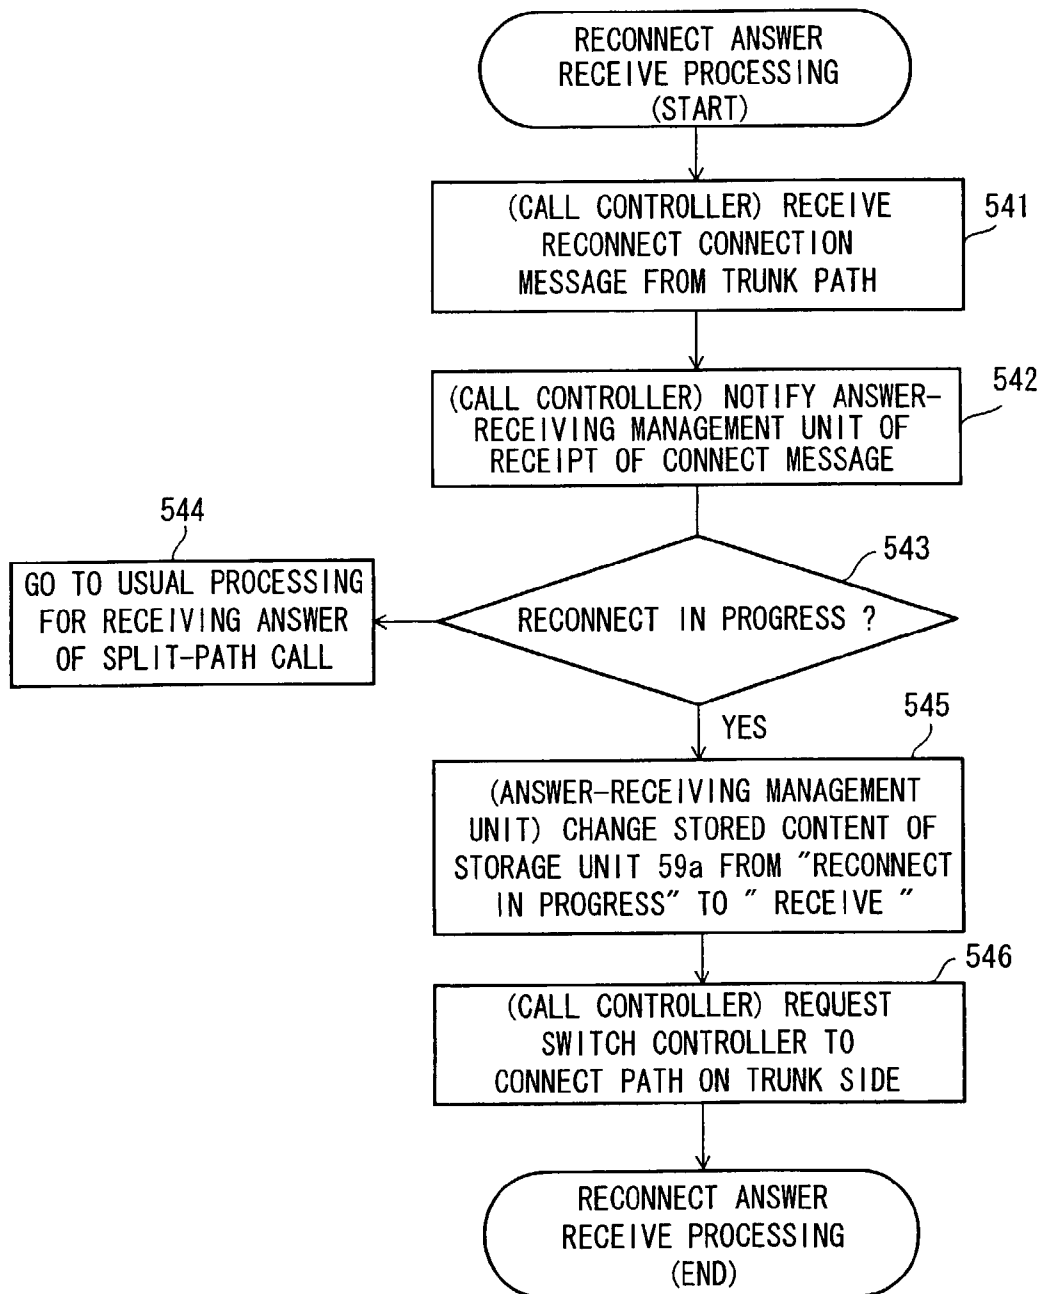 RECONNECT ANSWER
RECEIVE PROCESSING
(START)
(CALL CONTROLLER) RECEIVE
RECONNECT CONNECTION
MESSAGE FROM TRUNK PATH
541
(CALL CONTROLLER) NOTIFY ANSWER-
RECEIVING MANAGEMENT UNIT OF
RECEIPT OF CONNECT MESSAGE
542
RECONNECT IN PROGRESS ?
543
544
GO TO USUAL PROCESSING
FOR RECEIVING ANSWER
OF SPLIT-PATH CALL
YES
545
(ANSWER-RECEIVING MANAGEMENT
UNIT) CHANGE STORED CONTENT OF
STORAGE UNIT 59a FROM "RECONNECT
IN PROGRESS" TO " RECEIVE "
546
(CALL CONTROLLER) REQUEST
SWITCH CONTROLLER TO
CONNECT PATH ON TRUNK SIDE
RECONNECT ANSWER
RECEIVE PROCESSING
(END)